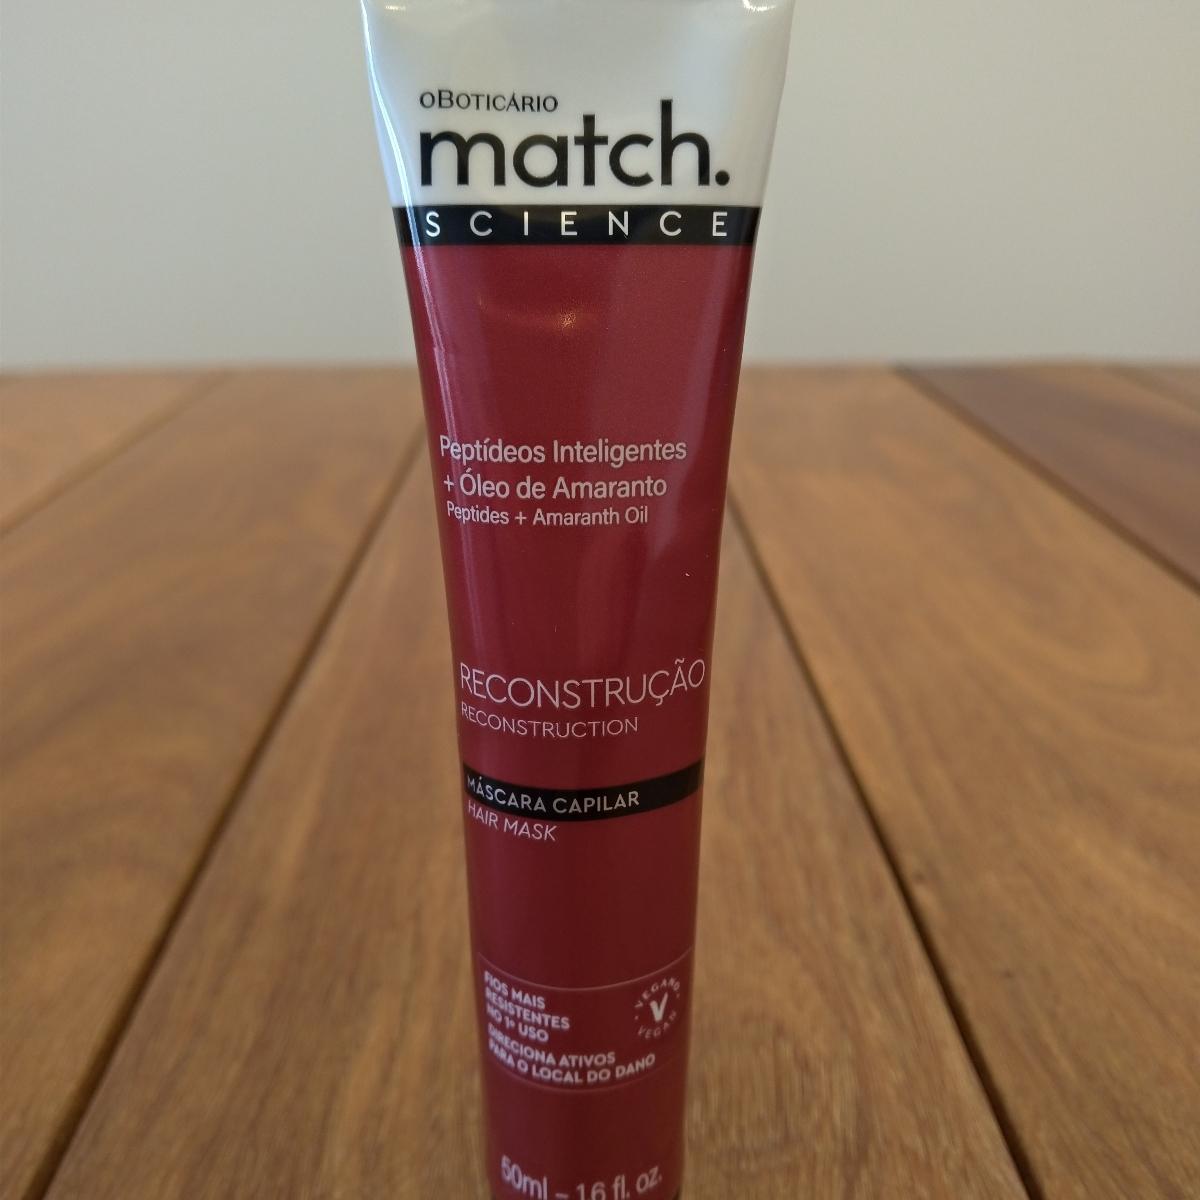 oBOTICÁRIO
match.
SCIENCE
Peptídeos Inteligentes
+ Óleo de Amaranto
Peptides + Amaranth Oil
RECONSTRUÇÃO
RECONSTRUCTION
MÁSCARA CAPILAR
HAIR MASK
FIOS MAIS
RESISTENTES
NO 1º USO
DIRECIONA ATIVOS
PARA O LOCAL DO DANO
VEGANO
V
VEGAN
50ml – 1.6 fl. oz.